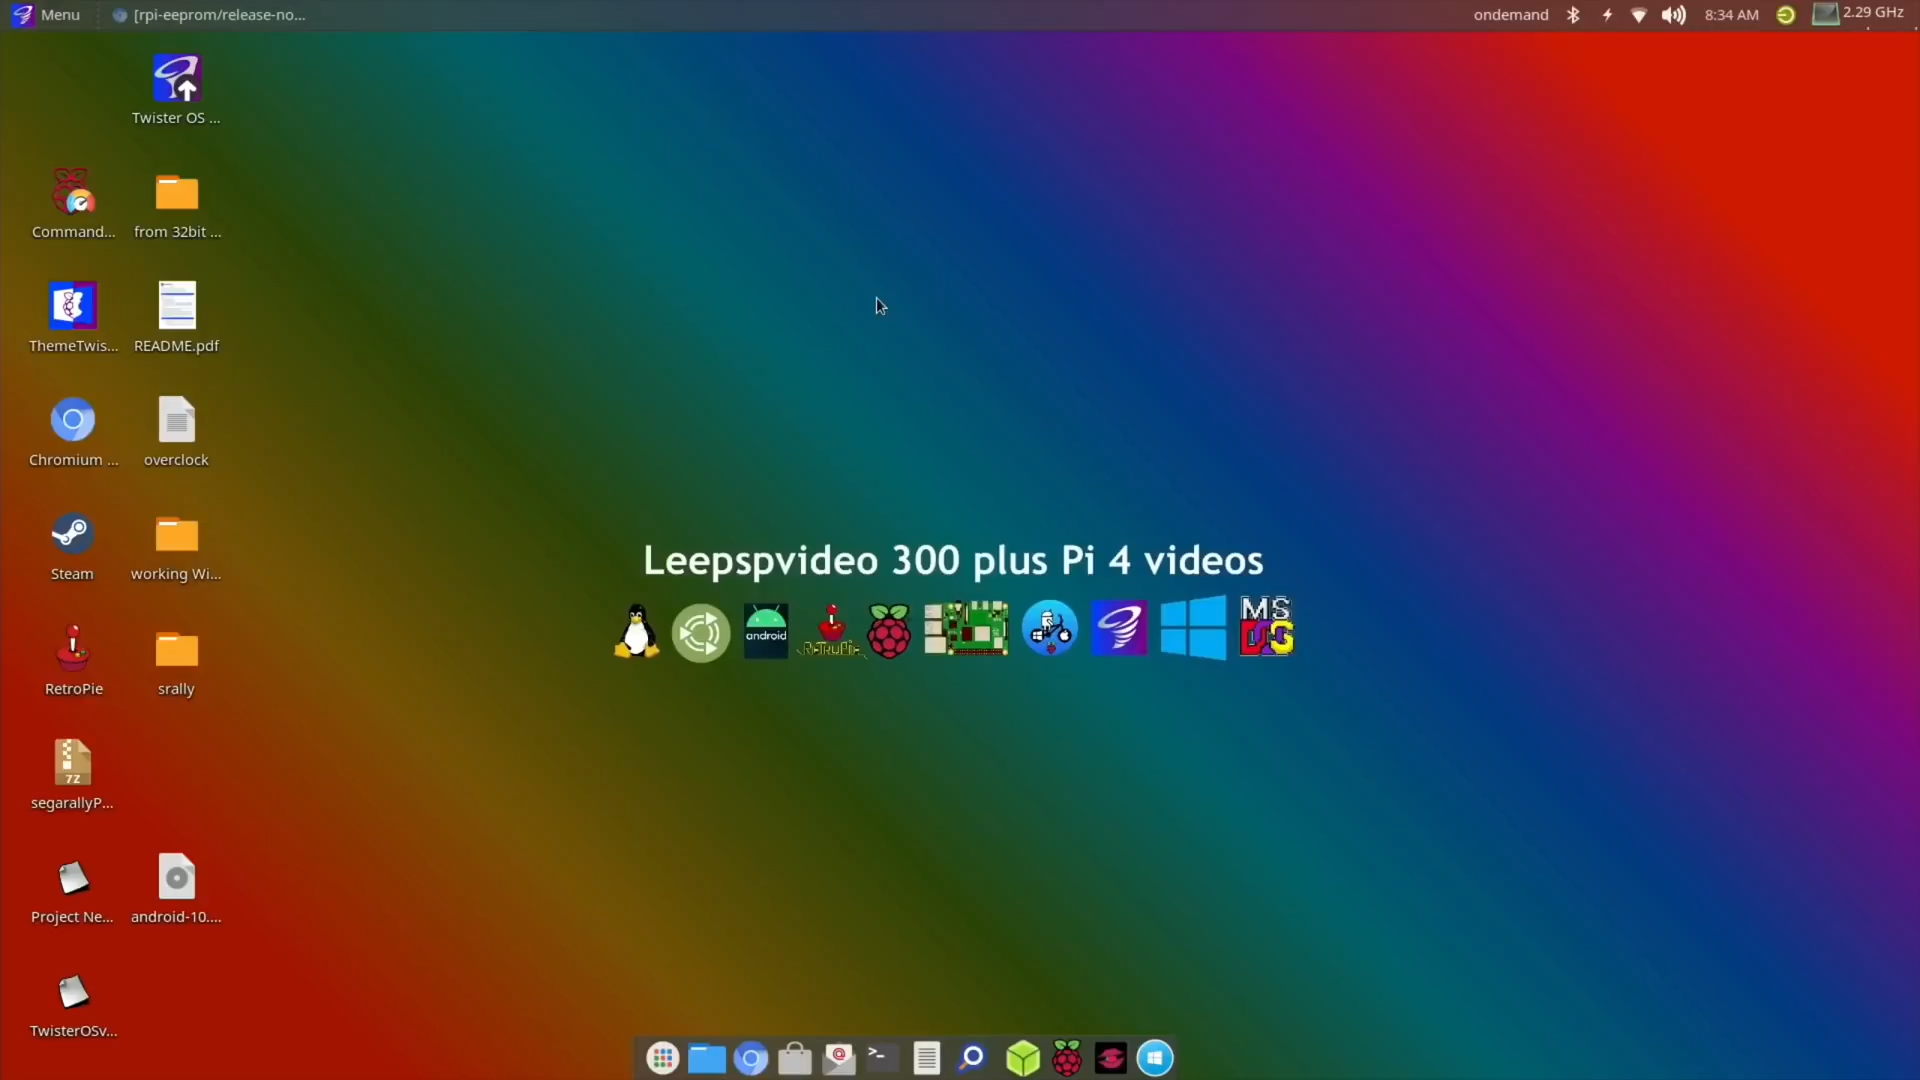 Menu
[rpi-eeprom/release-no...
ondemand
8:34 AM
2.29 GHz
Twister OS ...
Command...
from 32bit ...
ThemeTwis...
README.pdf
Chromium ...
overclock
Steam
working Wi...
RetroPie
srally
7Z
segarallyP...
Project Ne...
android-10....
TwisterOSv...
Leepspvideo 300 plus Pi 4 videos
android
RETROPIE
MS
DOS